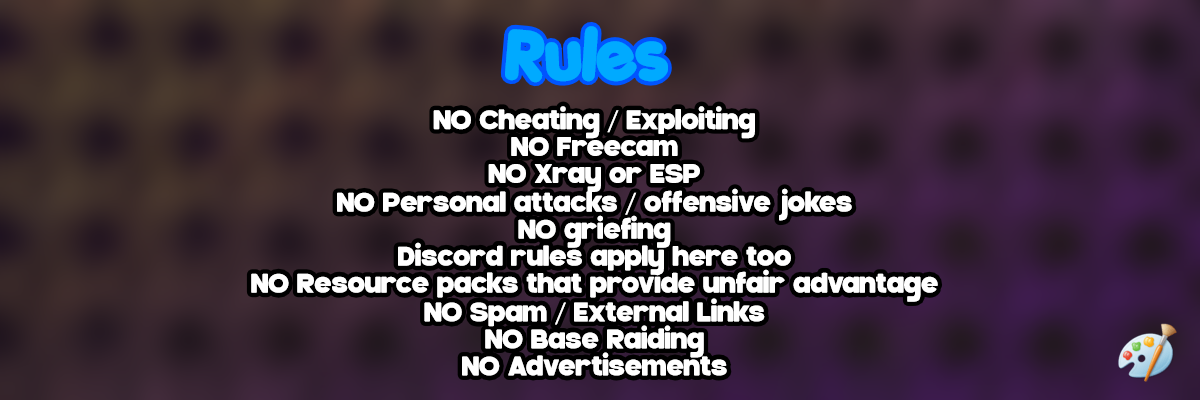 Rules
NO Cheating / Exploiting
NO Freecam
NO Xray or ESP
NO Personal attacks / offensive jokes
NO griefing
Discord rules apply here too
NO Resource packs that provide unfair advantage
NO Spam / External Links
NO Base Raiding
NO Advertisements